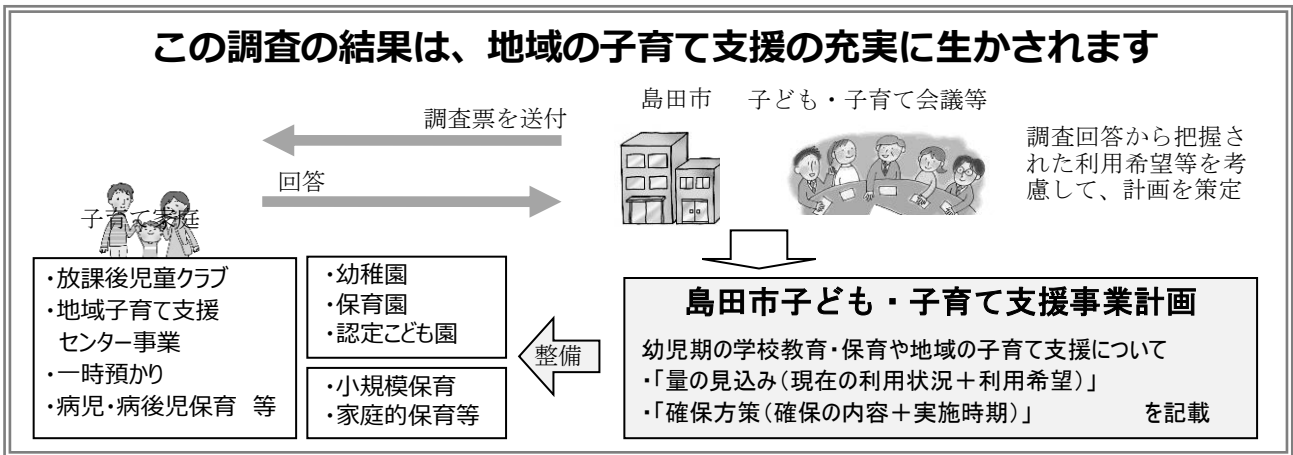 この調査の結果は、地域の子育て支援の充実に生かされます
島田市
子ども・子育て会議等
調査票を送付
回答
調査回答から把握さ
れた利用希望等を考
慮して、計画を策定
子育て家庭
・放課後児童クラブ
・地域子育て支援
センター事業
・一時預かり
・病児・病後児保育 等
・幼稚園
・保育園
・認定こども園
・小規模保育
・家庭的保育等
整備
島田市子ども・子育て支援事業計画
幼児期の学校教育・保育や地域の子育て支援について
・「量の見込み（現在の利用状況＋利用希望）」
・「確保方策（確保の内容＋実施時期）」 を記載